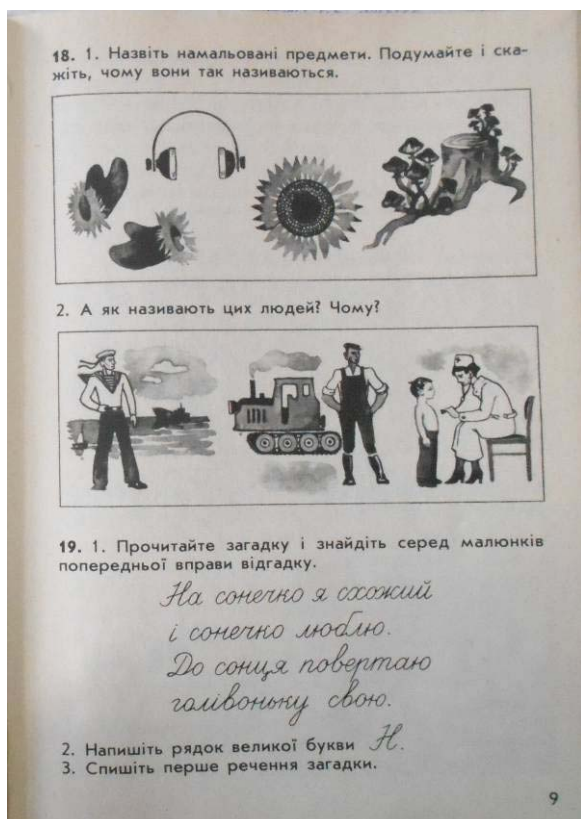 18. 1. Назвіть намальовані предмети. Подумайте і ска-
жіть, чому вони так називаються.
2. А як називають цих людей? Чому?
19. 1. Прочитайте загадку і знайдіть серед малюнків
попередньої вправи відгадку.
На сонечко я схожий
і сонечко люблю.
До сонця повертаю
голівоньку свою.
2. Напишіть рядок великої букви Н.
3. Спишіть перше речення загадки.
9